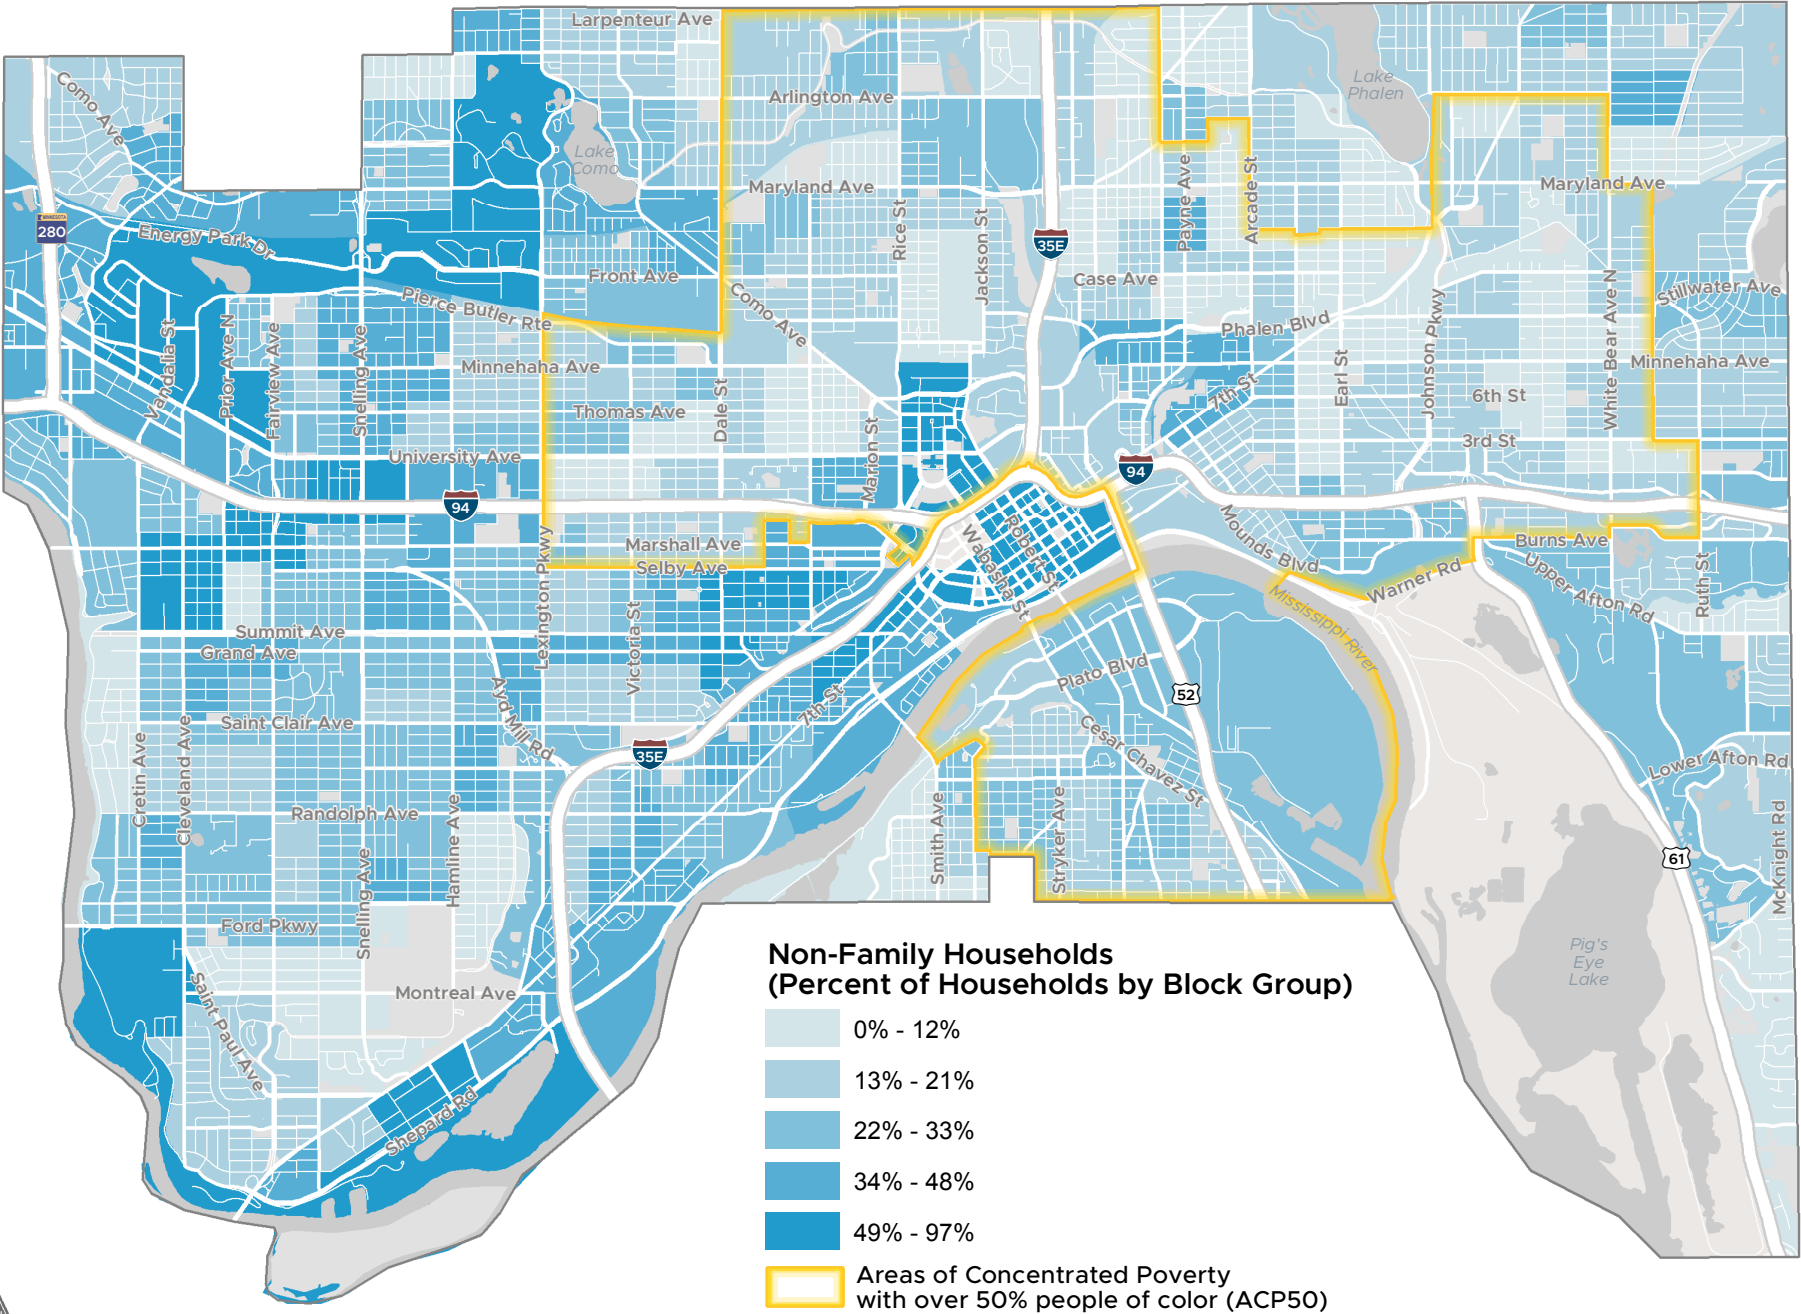 Larpenteur Ave
Como Ave
Arlington Ave
Lake
Phalen
Lake
Como
Maryland Ave
Maryland Ave
Payne Ave
Arcade St
Rice St
Jackson St
MINNESOTA
280
Energy Park Dr
35E
Front Ave
Case Ave
Pierce Butler Rte
Como Ave
Stillwater Ave
Phalen Blvd
Johnson Pkwy
White Bear Ave N
Vandalia St
Prior Ave N
Fairview Ave
Snelling Ave
Minnehaha Ave
Minnehaha Ave
Earl St
7th St
6th St
Thomas Ave
Dale St
Marion St
3rd St
University Ave
94
94
Lexington Pkwy
Marshall Ave
Selby Ave
Wabasha St
Robert St
Mounds Blvd
Burns Ave
Upper Afton Rd
Ruth St
Warner Rd
Mississippi River
Summit Ave
Grand Ave
Victoria St
Plato Blvd
52
Ayd Mill Rd
7th St
Saint Clair Ave
35E
Cesar Chavez St
Lower Afton Rd
Cretin Ave
Cleveland Ave
Randolph Ave
Hamline Ave
Snelling Ave
Smith Ave
Stryker Ave
61
McKnight Rd
Ford Pkwy
Saint Paul Ave
Montreal Ave
Shepard Rd
Pig's
Eye
Lake
Non-Family Households
(Percent of Households by Block Group)
0% - 12%
13% - 21%
22% - 33%
34% - 48%
49% - 97%
Areas of Concentrated Poverty
with over 50% people of color (ACP50)